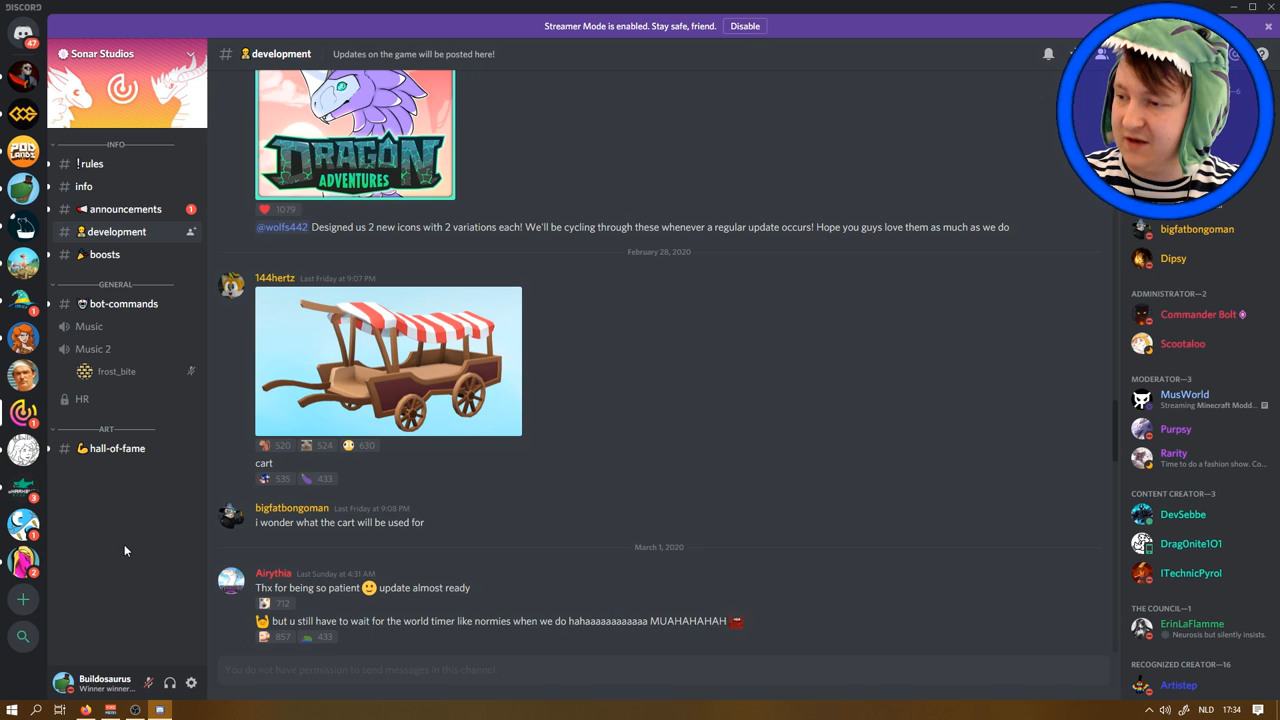 DISCORD
Streamer Mode is enabled. Stay safe, friend.
Disable
47
Sonar Studios
# development
Updates on the game will be posted here!
INFO
! rules
# info
# announcements
1
# development
# boosts
GENERAL
# bot-commands
Music
Music 2
frost_bite
HR
ART
# hall-of-fame
PODLANDS
1
3
1
2
Buildosaurus
Winner winner...
DRAGON
ADVENTURES
1079
@wolfs442 Designed us 2 new icons with 2 variations each! We'll be cycling through these whenever a regular update occurs! Hope you guys love them as much as we do
February 28, 2020
144hertz Last Friday at 9:07 PM
520 524 630
cart
535 433
bigfatbongoman Last Friday at 9:08 PM
i wonder what the cart will be used for
March 1, 2020
Airythia Last Sunday at 4:31 AM
Thx for being so patient update almost ready
712
but u still have to wait for the world timer like normies when we do hahaaaaaaaaaaa MUAHAHAHAH
857 433
You do not have permission to send messages in this channel.
bigfatbongoman
Dipsy
ADMINISTRATOR—2
Commander Bolt
Scootaloo
MODERATOR—3
MusWorld
Streaming Minecraft Modd...
Purpsy
Rarity
Time to do a fashion show. Co...
CONTENT CREATOR—3
DevSebbe
Drag0nite1O1
ITechnicPyrol
THE COUNCIL—1
ErinLaFlamme
Neurosis but silently insists.
RECOGNIZED CREATOR—16
Artistep
NLD
17:34